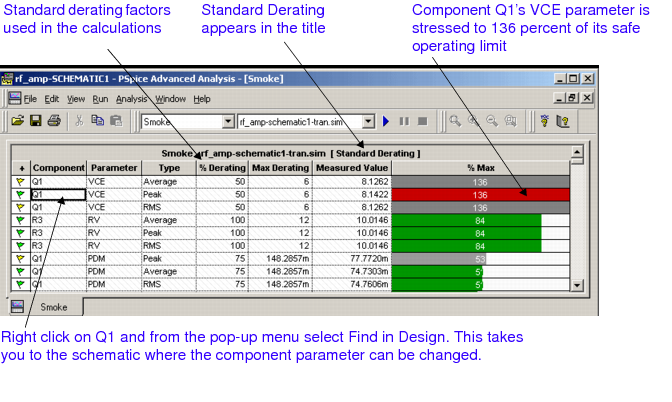 Standard derating factors
used in the calculations
Standard Derating
appears in the title
Component Q1's VCE parameter is
stressed to 136 percent of its safe
operating limit
rf_amp-SCHEMATIC1 - PSpice Advanced Analysis - [Smoke]
File Edit View Run Analysis Window Help
Smoke rf_amp-schematic1-tran.sim
Smoke rf_amp-schematic1-tran.sim [ Standard Derating ]
Component Parameter Type % Derating Max Derating Measured Value % Max
Q1 VCE Average 50 6 8.1262 136
Q1 VCE Peak 50 6 8.1422 136
Q1 VCE RMS 50 6 8.1262 136
R3 RV Average 100 12 10.0146 84
R3 RV Peak 100 12 10.0146 84
R3 RV RMS 100 12 10.0146 84
Q1 PDM Peak 75 148.2857m 77.7720m 53
Q1 PDM Average 75 148.2857m 74.7303m
Q1 PDM RMS 75 148.2857m 74.7606m
Smoke
Right click on Q1 and from the pop-up menu select Find in Design. This takes
you to the schematic where the component parameter can be changed.